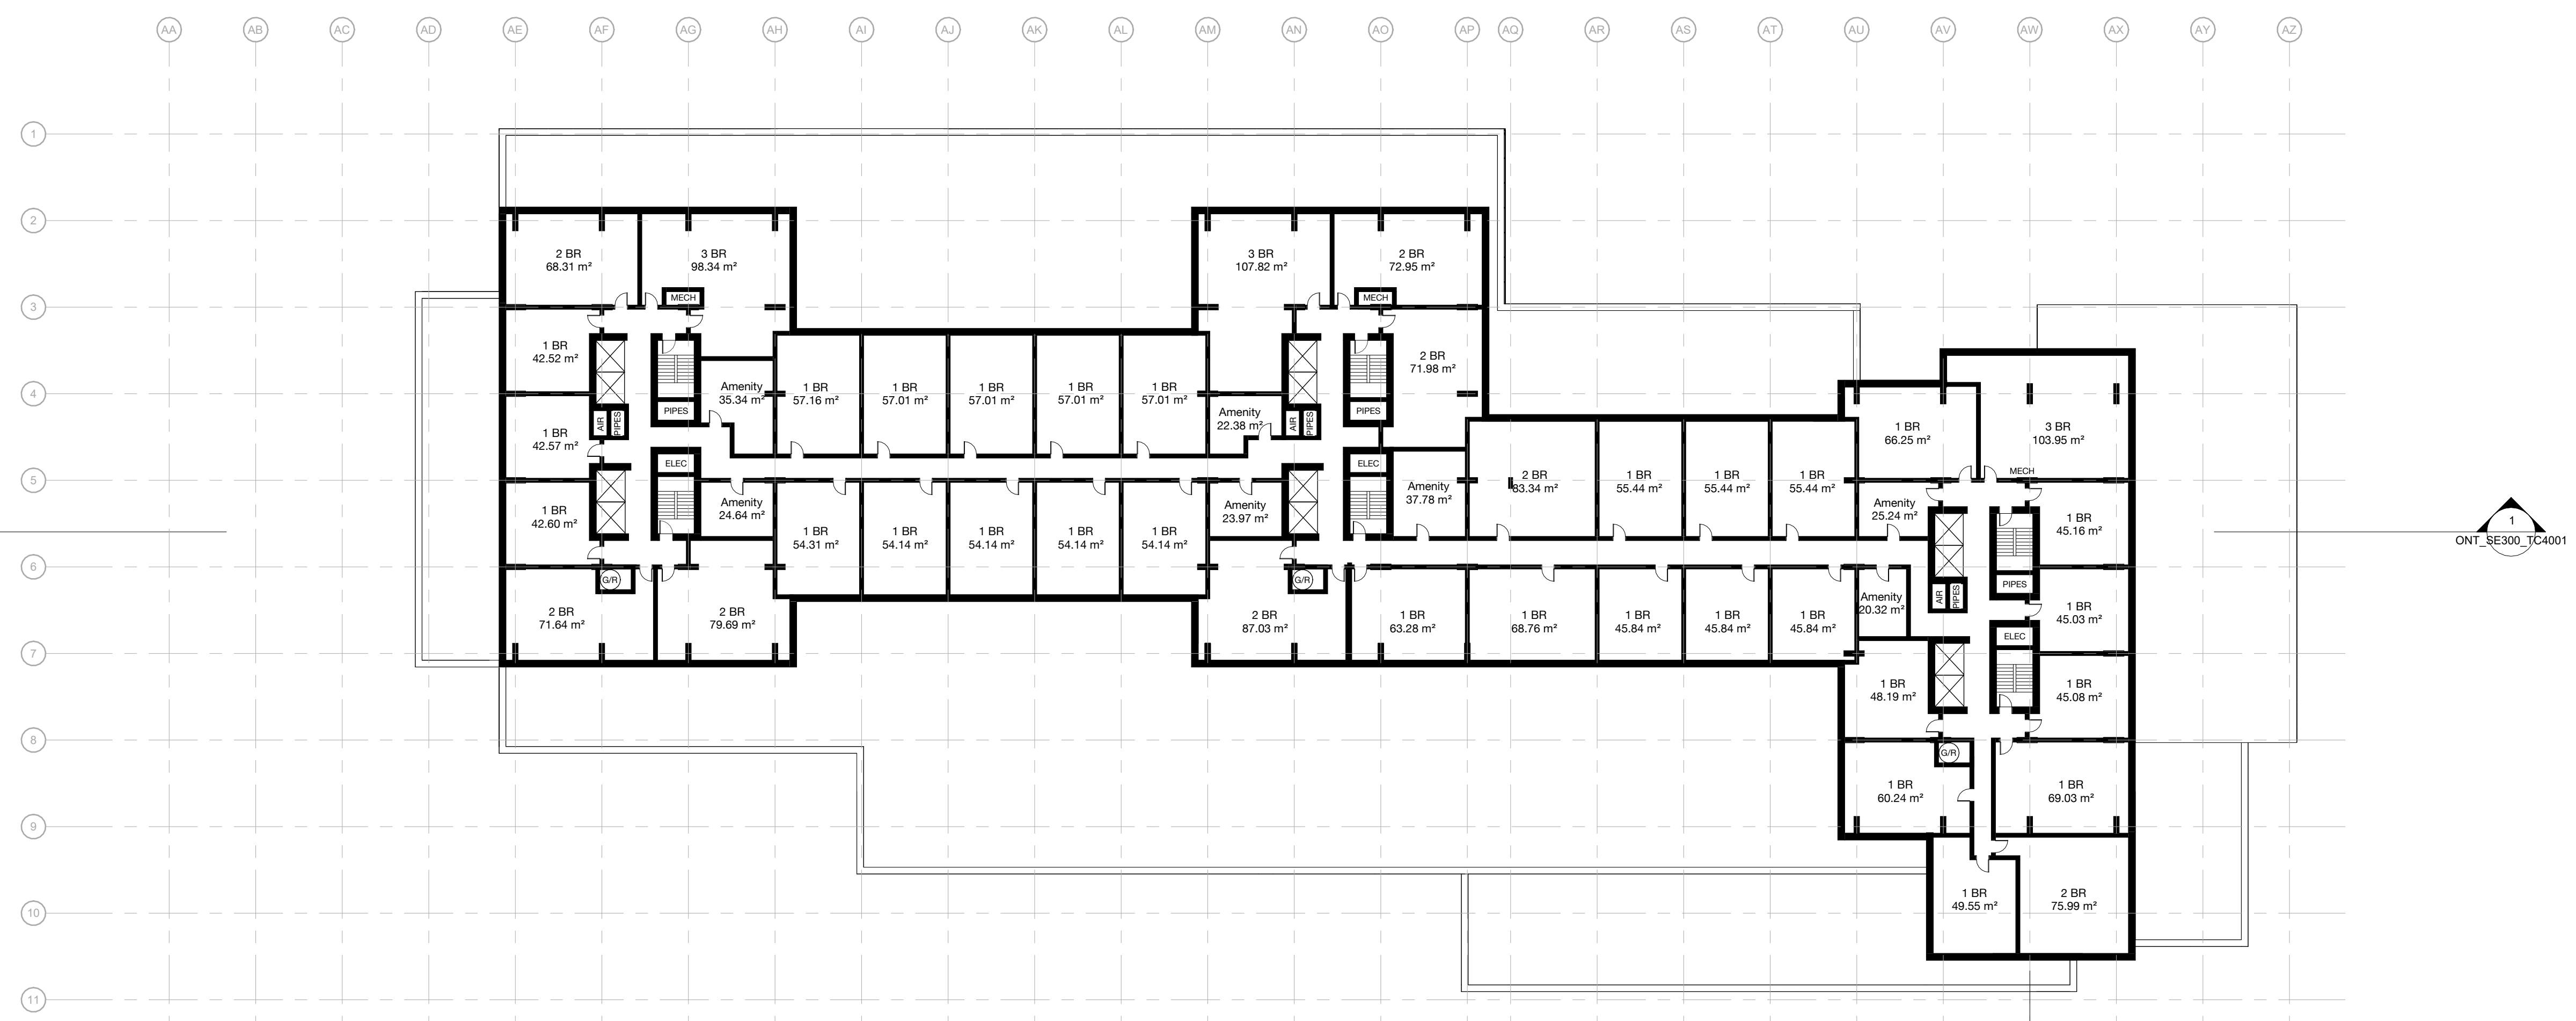 AA AB AC AD AE AF AG AH AI AJ AK AL AM AN AO AP AQ AR AS AT AU AV AW AX AY AZ
1
2
2 BR
68.31 m²
3 BR
98.34 m²
3 BR
107.82 m²
2 BR
72.95 m²
MECH
MECH
3
1 BR
42.52 m²
2 BR
71.98 m²
4
Amenity
35.34 m²
1 BR
57.16 m²
1 BR
57.01 m²
1 BR
57.01 m²
1 BR
57.01 m²
1 BR
57.01 m²
Amenity
22.38 m²
PIPES
AIR
PIPES
PIPES
AIR
PIPES
1 BR
42.57 m²
1 BR
66.25 m²
3 BR
103.95 m²
MECH
ELEC
ELEC
5
2 BR
83.34 m²
1 BR
55.44 m²
1 BR
55.44 m²
1 BR
55.44 m²
Amenity
37.78 m²
Amenity
24.64 m²
Amenity
23.97 m²
Amenity
25.24 m²
1 BR
42.60 m²
1 BR
54.31 m²
1 BR
54.14 m²
1 BR
54.14 m²
1 BR
54.14 m²
1 BR
54.14 m²
1 BR
45.16 m²
1
ONT_SE300_TC4001
6
G/R
G/R
PIPES
AIR
PIPES
Amenity
20.32 m²
2 BR
71.64 m²
2 BR
79.69 m²
2 BR
87.03 m²
1 BR
63.28 m²
1 BR
68.76 m²
1 BR
45.84 m²
1 BR
45.84 m²
1 BR
45.84 m²
1 BR
45.03 m²
ELEC
7
1 BR
48.19 m²
1 BR
45.08 m²
8
G/R
1 BR
60.24 m²
1 BR
69.03 m²
9
1 BR
49.55 m²
2 BR
75.99 m²
10
11